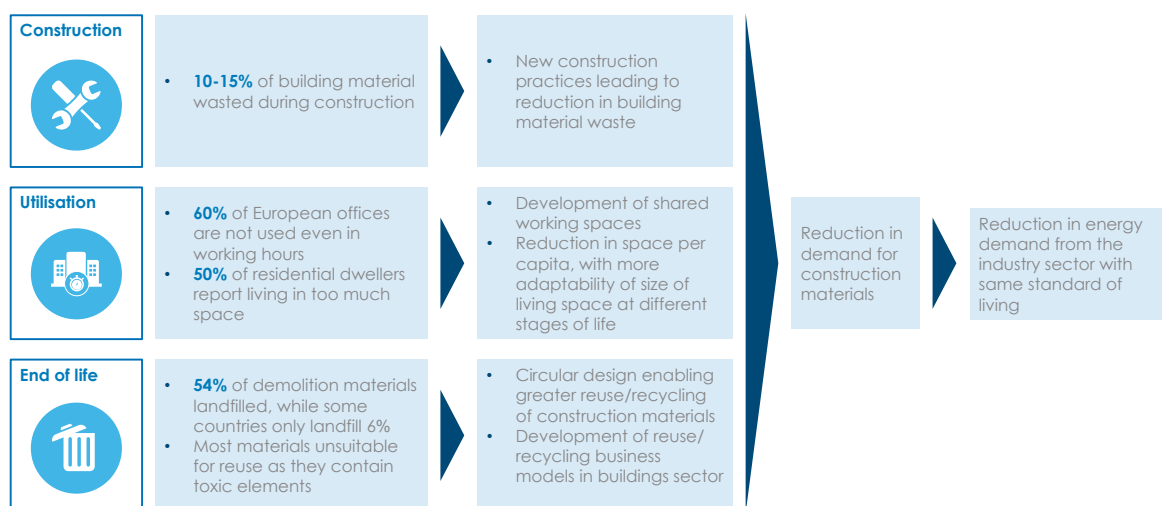 Construction
• 10-15% of building material
wasted during construction
• New construction
practices leading to
reduction in building
material waste
Utilisation
• 60% of European offices
are not used even in
working hours
• 50% of residential dwellers
report living in too much
space
• Development of shared
working spaces
• Reduction in space per
capita, with more
adaptability of size of
living space at different
stages of life
End of life
• 54% of demolition materials
landfilled, while some
countries only landfill 6%
• Most materials unsuitable
for reuse as they contain
toxic elements
• Circular design enabling
greater reuse/recycling
of construction materials
• Development of reuse/
recycling business
models in buildings sector
Reduction in
demand for
construction
materials
Reduction in energy
demand from the
industry sector with
same standard of
living